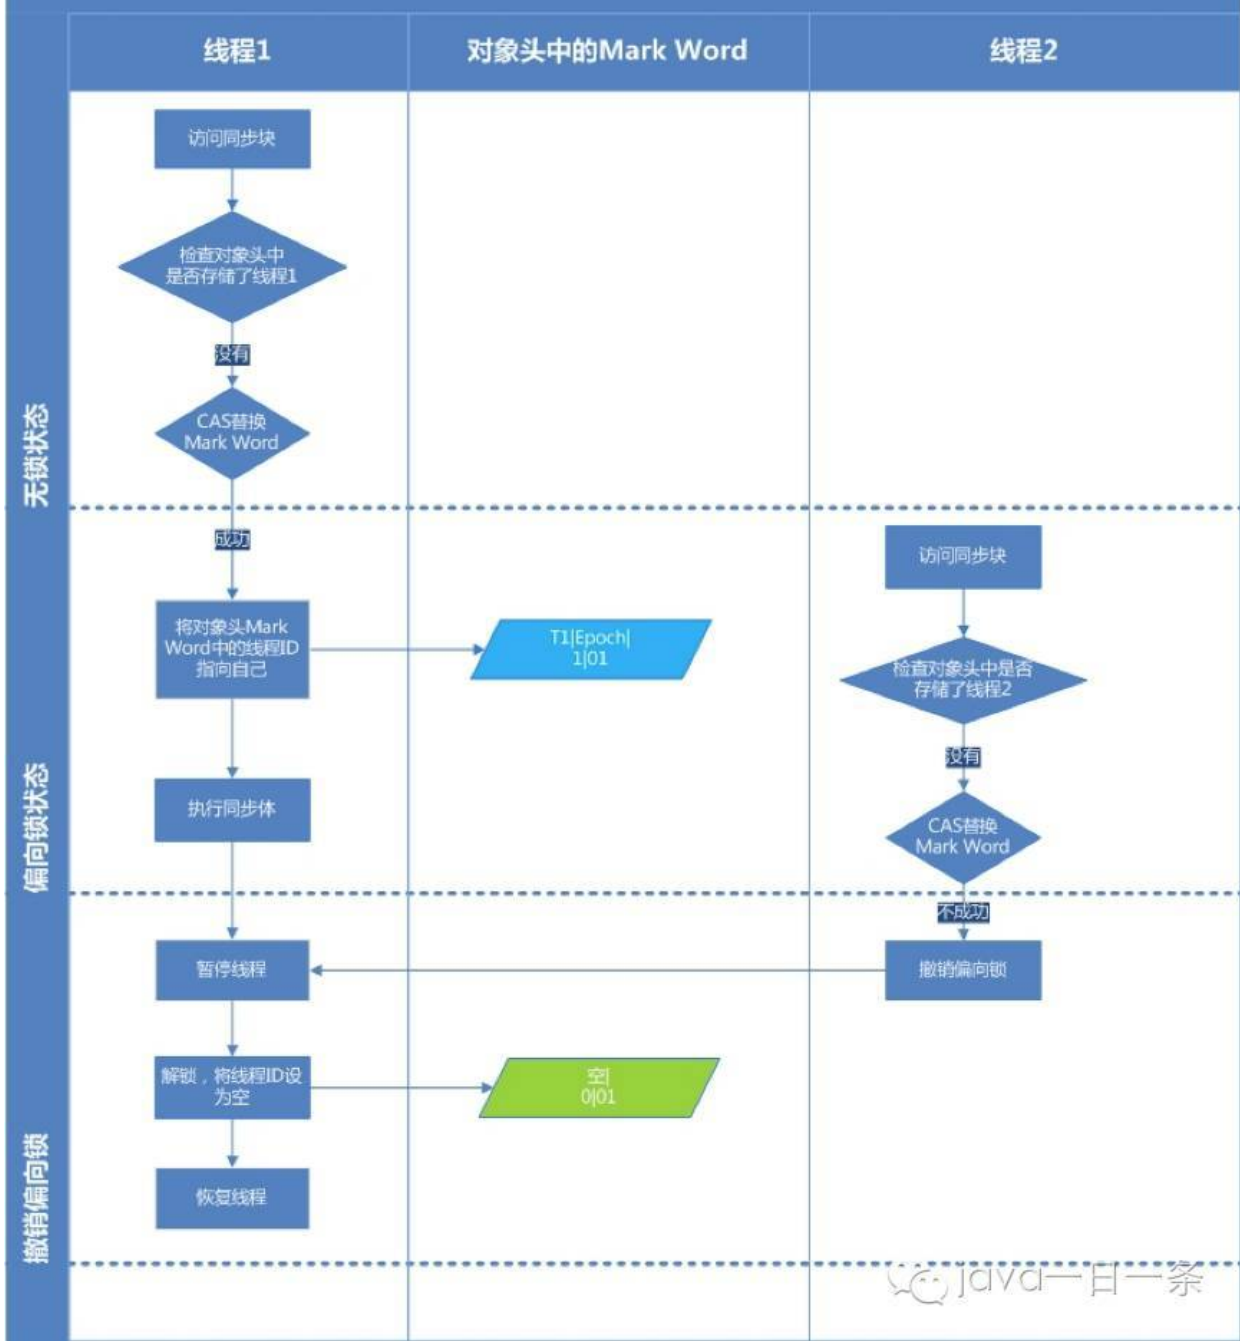 线程1
对象头中的Mark Word
线程2
无锁状态
访问同步块
检查对象头中
是否存储了线程1
没有
CAS替换
Mark Word
偏向锁状态
成功
将对象头Mark
Word中的线程ID
指向自己
T1|Epoch|
1|01
执行同步体
访问同步块
检查对象头中是否
存储了线程2
没有
CAS替换
Mark Word
撤销偏向锁
不成功
撤销偏向锁
暂停线程
解锁，将线程ID设
为空
空|
0|01
恢复线程
java一日一条